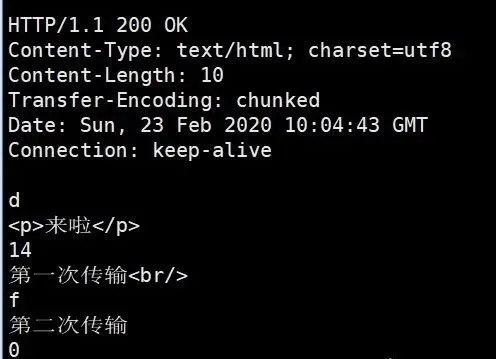 HTTP/1.1 200 OK
Content-Type: text/html; charset=utf8
Content-Length: 10
Transfer-Encoding: chunked
Date: Sun, 23 Feb 2020 10:04:43 GMT
Connection: keep-alive
d
<p>来啦</p>
14
第一次传输<br/>
f
第二次传输
0